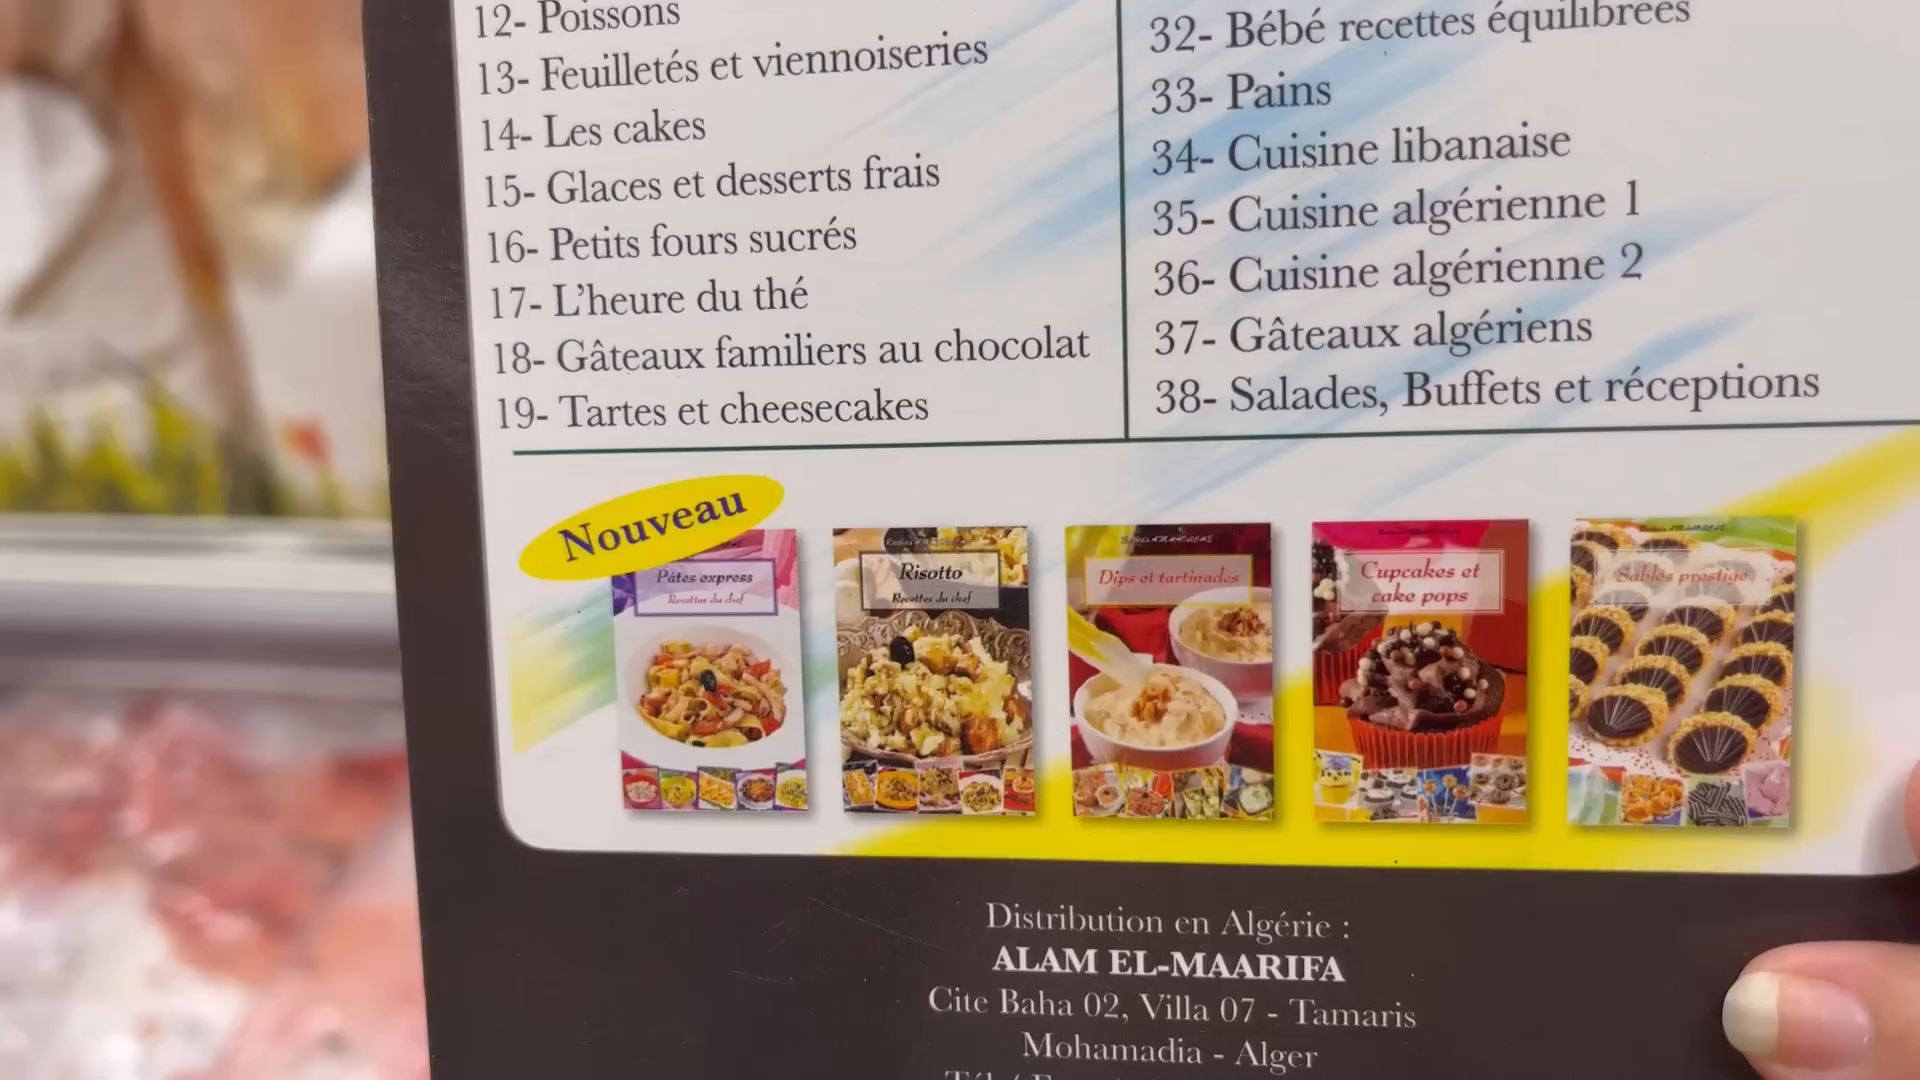 12- Poissons
13- Feuilletés et viennoiseries
14- Les cakes
15- Glaces et desserts frais
16- Petits fours sucrés
17- L'heure du thé
18- Gâteaux familiers au chocolat
19- Tartes et cheesecakes
32- Bébé recettes équilibrées
33- Pains
34- Cuisine libanaise
35- Cuisine algérienne 1
36- Cuisine algérienne 2
37- Gâteaux algériens
38- Salades, Buffets et réceptions
Nouveau
Pâtes express
Recettes du chef
Risotto
Recettes du chef
Dips et tartinades
Cupcakes et
cake pops
Sablés prestige
Distribution en Algérie :
ALAM EL-MAARIFA
Cite Baha 02, Villa 07 - Tamaris
Mohamadia - Alger